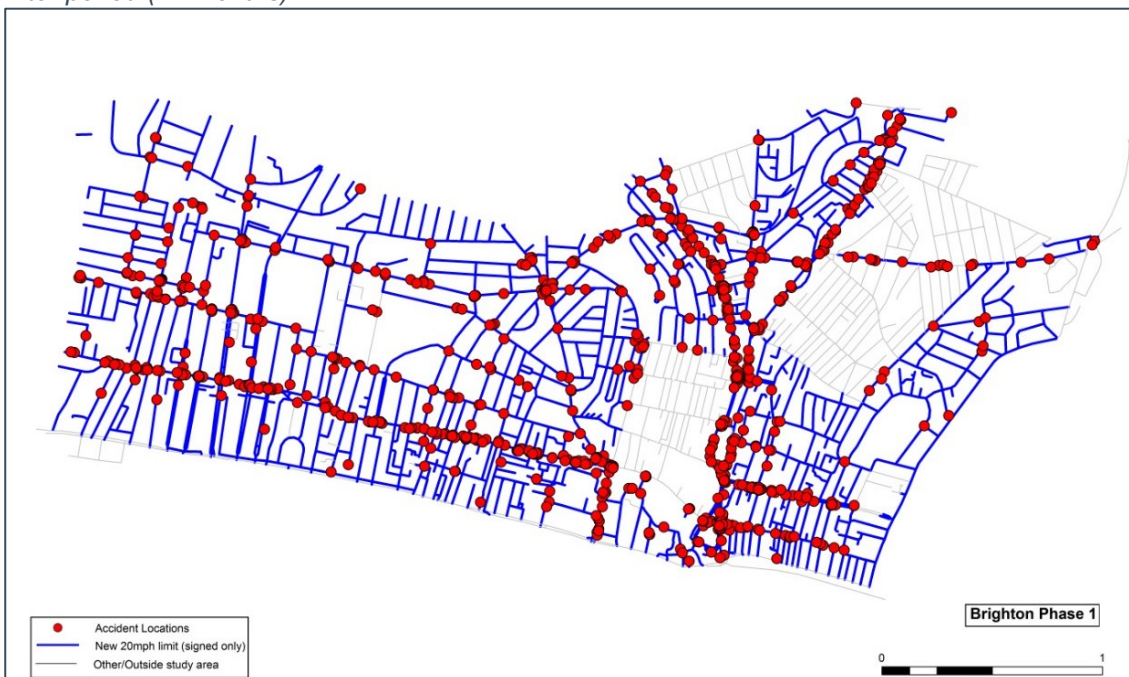 Brighton Phase 1
Accident Locations
New 20mph limit (signed only)
Other/Outside study area
0 1